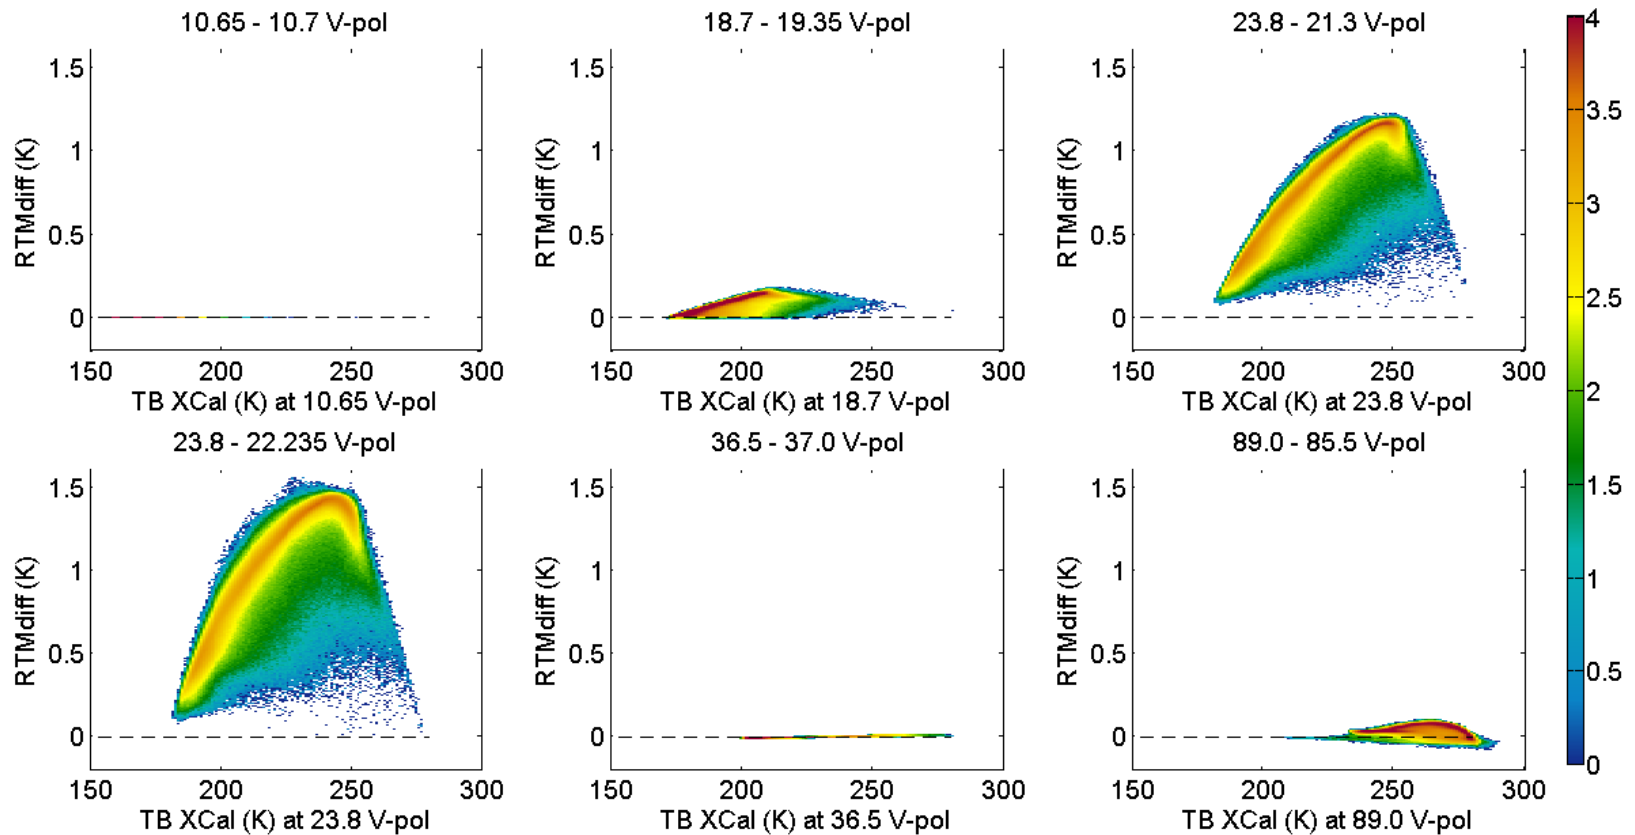 10.65 - 10.7 V-pol
18.7 - 19.35 V-pol
23.8 - 21.3 V-pol
RTMdiff (K)
1.5
1
0.5
0
150 200 250 300
TB XCal (K) at 10.65 V-pol
RTMdiff (K)
1.5
1
0.5
0
150 200 250 300
TB XCal (K) at 18.7 V-pol
RTMdiff (K)
1.5
1
0.5
0
150 200 250 300
TB XCal (K) at 23.8 V-pol
4
3.5
3
2.5
2
1.5
1
0.5
0
23.8 - 22.235 V-pol
36.5 - 37.0 V-pol
89.0 - 85.5 V-pol
RTMdiff (K)
1.5
1
0.5
0
150 200 250 300
TB XCal (K) at 23.8 V-pol
RTMdiff (K)
1.5
1
0.5
0
150 200 250 300
TB XCal (K) at 36.5 V-pol
RTMdiff (K)
1.5
1
0.5
0
150 200 250 300
TB XCal (K) at 89.0 V-pol